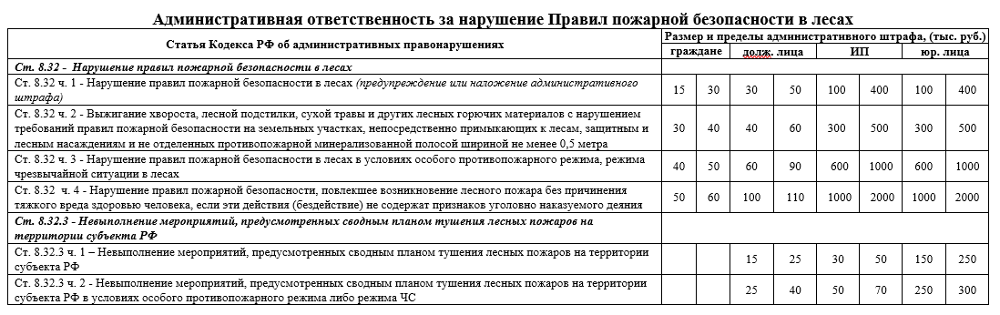 Административная ответственность за нарушение Правил пожарной безопасности в лесах
Статья Кодекса РФ об административных правонарушениях
Размер и пределы административного штрафа, (тыс. руб.)
граждане долж. лица ИП юр. лица
Ст. 8.32 - Нарушение правил пожарной безопасности в лесах
Ст. 8.32 ч. 1 - Нарушение правил пожарной безопасности в лесах (предупреждение или наложение административного
штрафа)
15 30 30 50 100 400 100 400
Ст. 8.32 ч. 2 - Выжигание хвороста, лесной подстилки, сухой травы и других лесных горючих материалов с нарушением
требований правил пожарной безопасности на земельных участках, непосредственно примыкающих к лесам, защитным и
лесным насаждениям и не отделенных противопожарной минерализованной полосой шириной не менее 0,5 метра
30 40 40 60 300 500 300 500
Ст. 8.32 ч. 3 - Нарушение правил пожарной безопасности в лесах в условиях особого противопожарного режима, режима
чрезвычайной ситуации в лесах
40 50 60 90 600 1000 600 1000
Ст. 8.32 ч. 4 - Нарушение правил пожарной безопасности, повлекшее возникновение лесного пожара без причинения
тяжкого вреда здоровью человека, если эти действия (бездействие) не содержат признаков уголовно наказуемого деяния
50 60 100 110 1000 2000 1000 2000
Ст. 8.32.3 - Невыполнение мероприятий, предусмотренных сводным планом тушения лесных пожаров на
территории субъекта РФ
Ст. 8.32.3 ч. 1 – Невыполнение мероприятий, предусмотренных сводным планом тушения лесных пожаров на территории
субъекта РФ
15 25 30 50 150 250
Ст. 8.32.3 ч. 2 - Невыполнение мероприятий, предусмотренных сводным планом тушения лесных пожаров на территории
субъекта РФ в условиях особого противопожарного режима либо режима ЧС
25 40 50 70 250 300